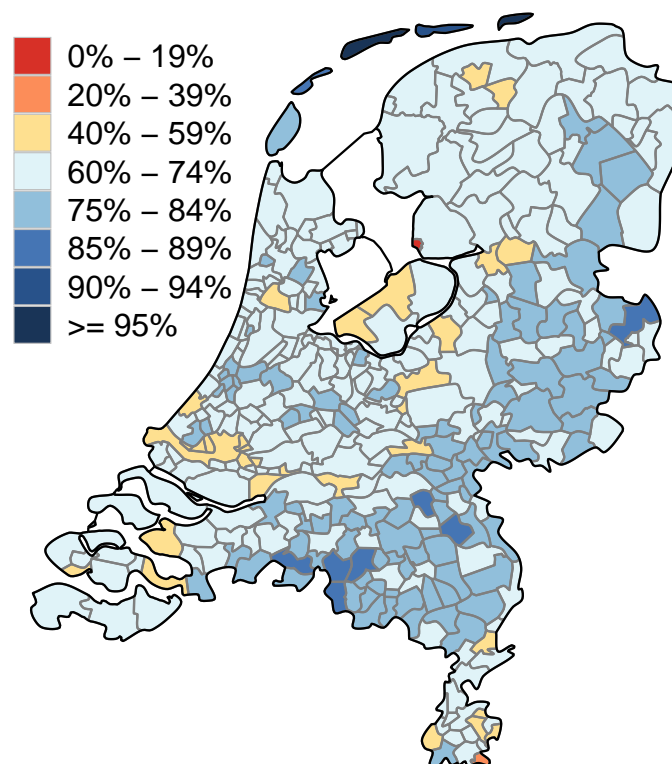 0% – 19%
20% – 39%
40% – 59%
60% – 74%
75% – 84%
85% – 89%
90% – 94%
>= 95%